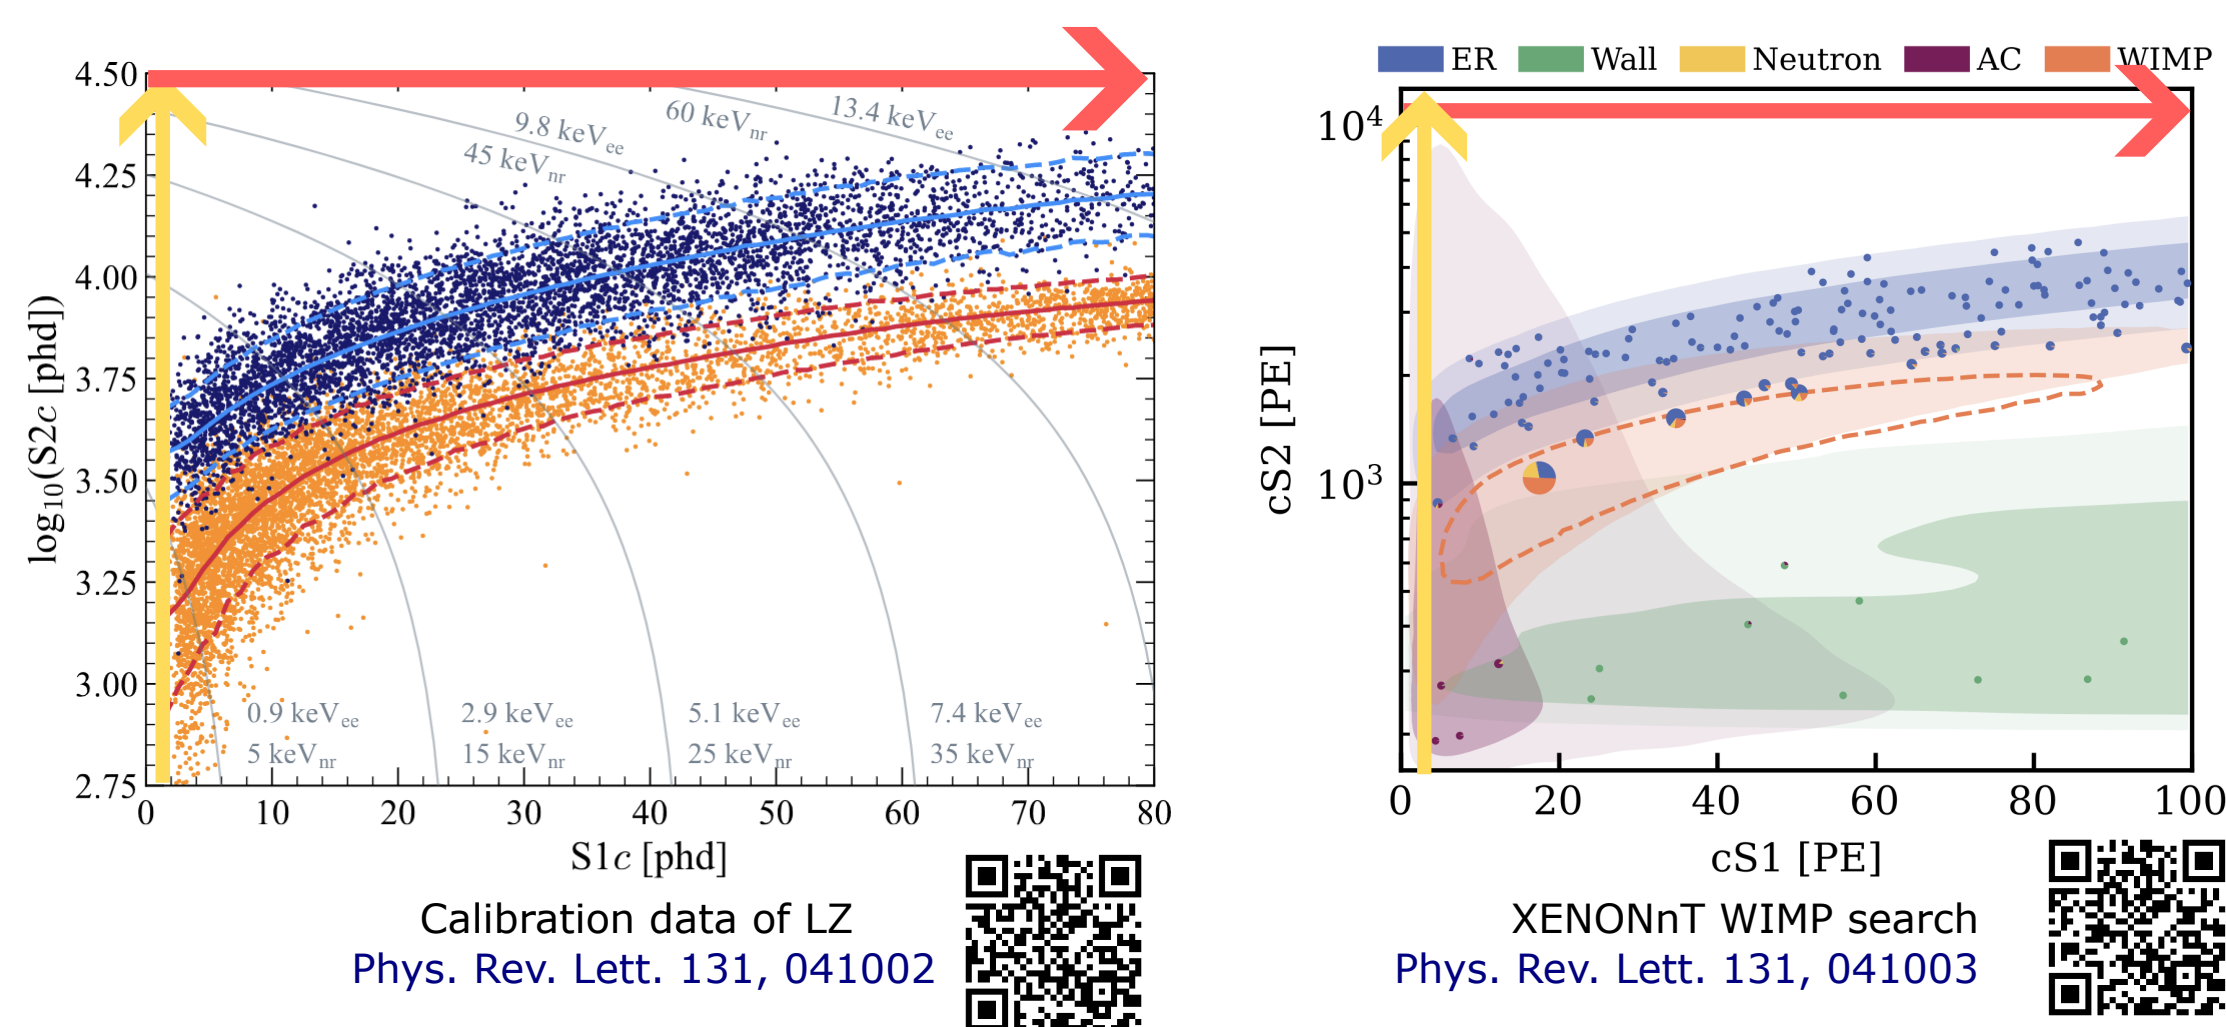 4.50
4.25
4.00
3.75
3.50
3.25
3.00
2.75
log10(S2c [phd])
9.8 keVee
45 keVnr
60 keVnr
13.4 keVee
0.9 keVee
5 keVnr
2.9 keVee
15 keVnr
5.1 keVee
25 keVnr
7.4 keVee
35 keVnr
0 10 20 30 40 50 60 70 80
S1c [phd]
Calibration data of LZ
Phys. Rev. Lett. 131, 041002
ER Wall Neutron AC WIMP
10⁴
10³
cS2 [PE]
0 20 40 60 80 100
cS1 [PE]
XENONnT WIMP search
Phys. Rev. Lett. 131, 041003